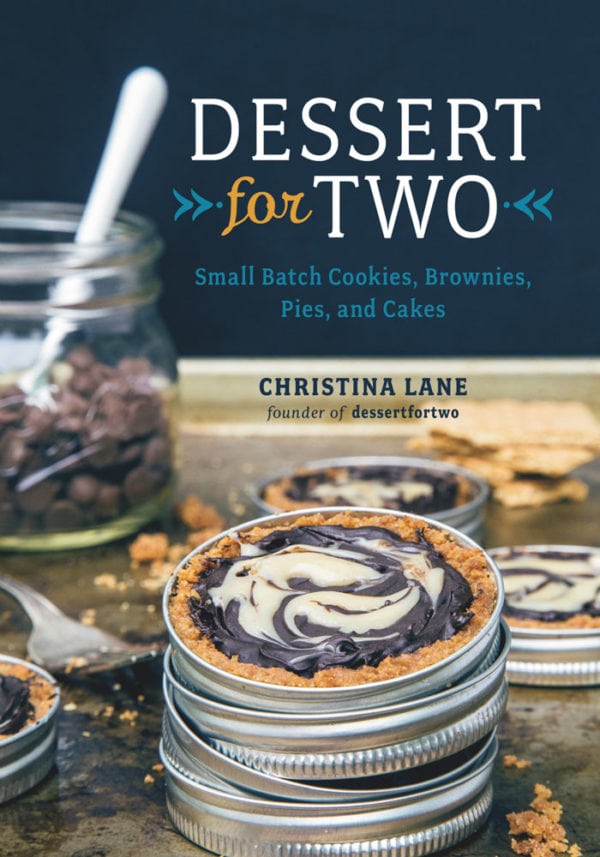 DESSERT
for TWO
Small Batch Cookies, Brownies,
Pies, and Cakes
CHRISTINA LANE
founder of dessertfortwo